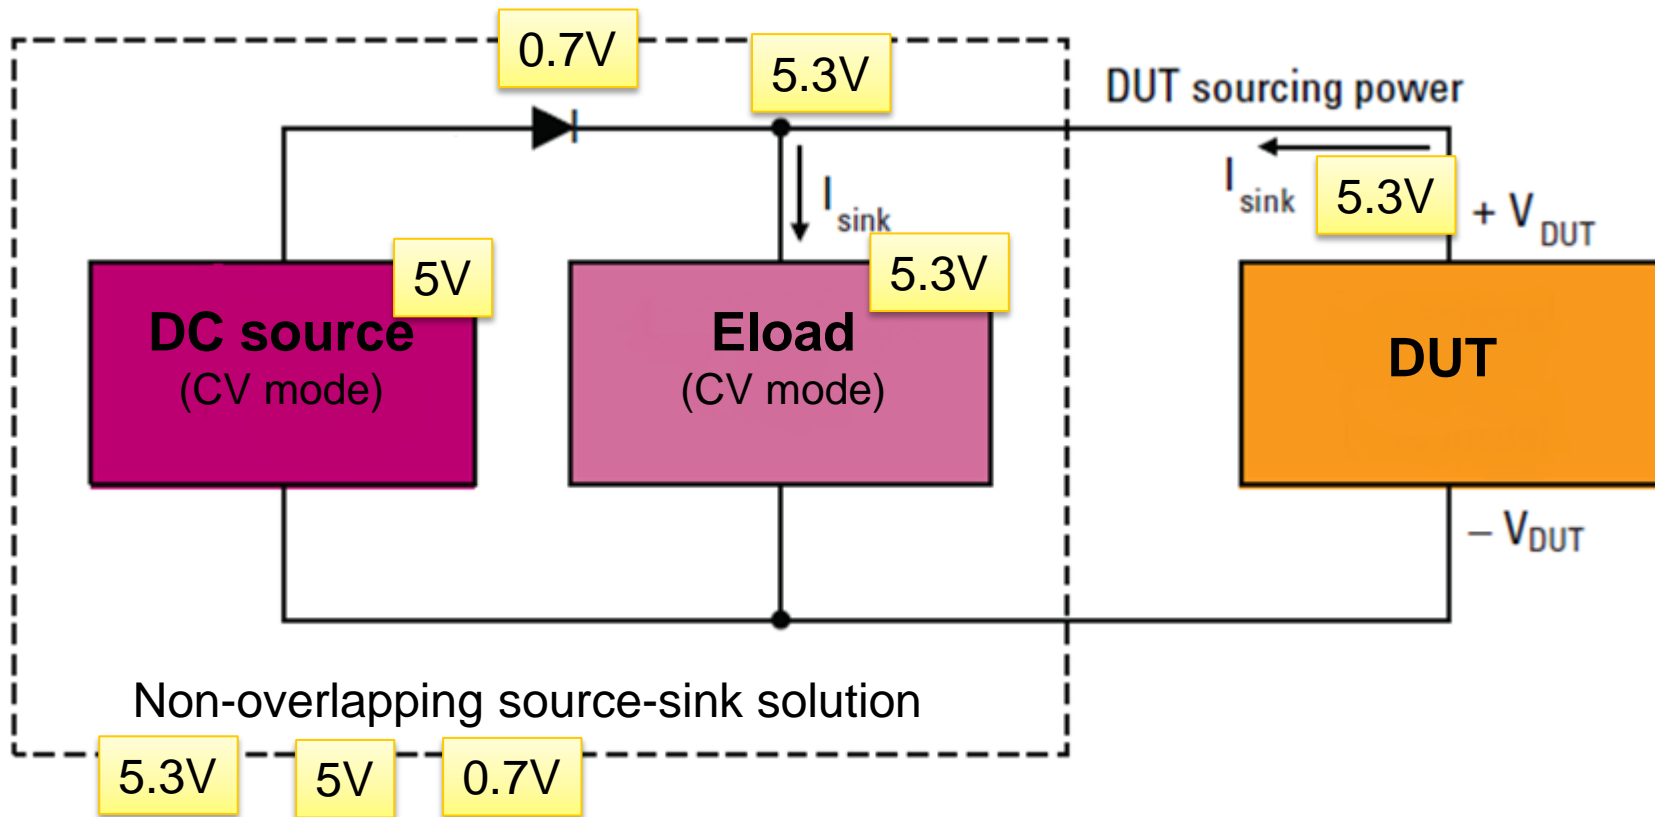 0.7V
5.3V
DUT sourcing power
I sink
I sink
5.3V
+ V DUT
5V
5.3V
DC source
(CV mode)
Eload
(CV mode)
DUT
– VDUT
Non-overlapping source-sink solution
5.3V
5V
0.7V